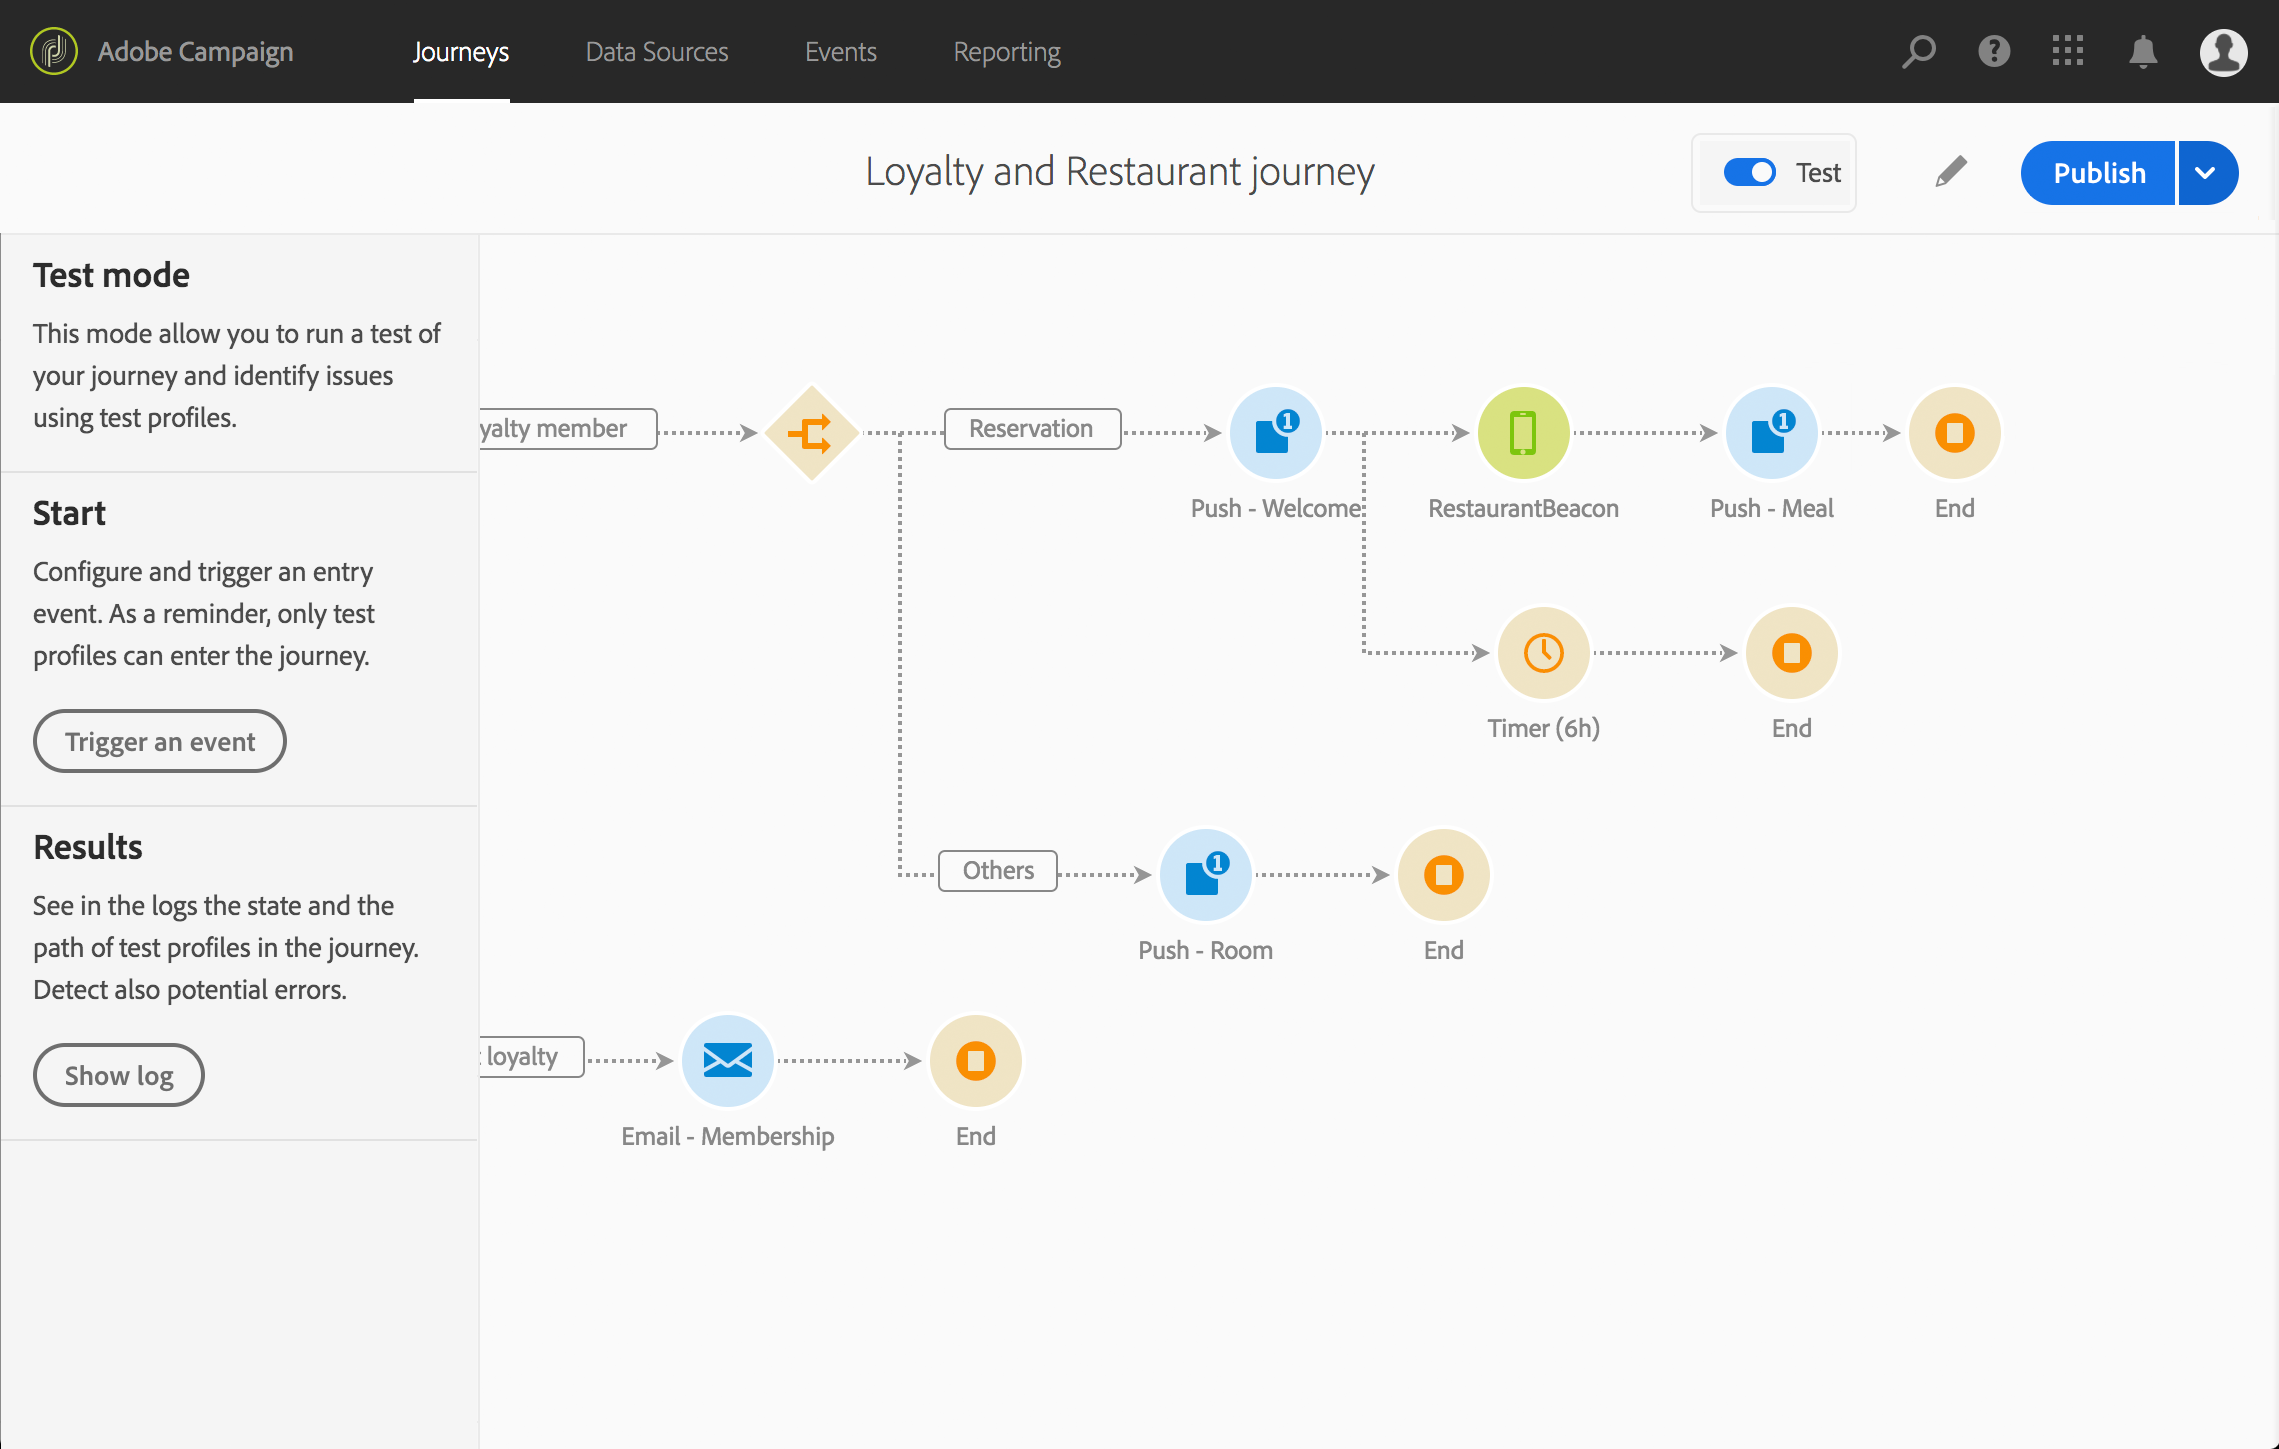 Adobe Campaign Journeys Data Sources Events Reporting
Loyalty and Restaurant journey Test Publish
Test mode
This mode allow you to run a test of
your journey and identify issues
using test profiles.
Start
Configure and trigger an entry
event. As a reminder, only test
profiles can enter the journey.
Trigger an event
Results
See in the logs the state and the
path of test profiles in the journey.
Detect also potential errors.
Show log
yalty member Reservation 1 1
Push - Welcome RestaurantBeacon Push - Meal End
Timer (6h) End
Others 1
Push - Room End
loyalty
Email - Membership End